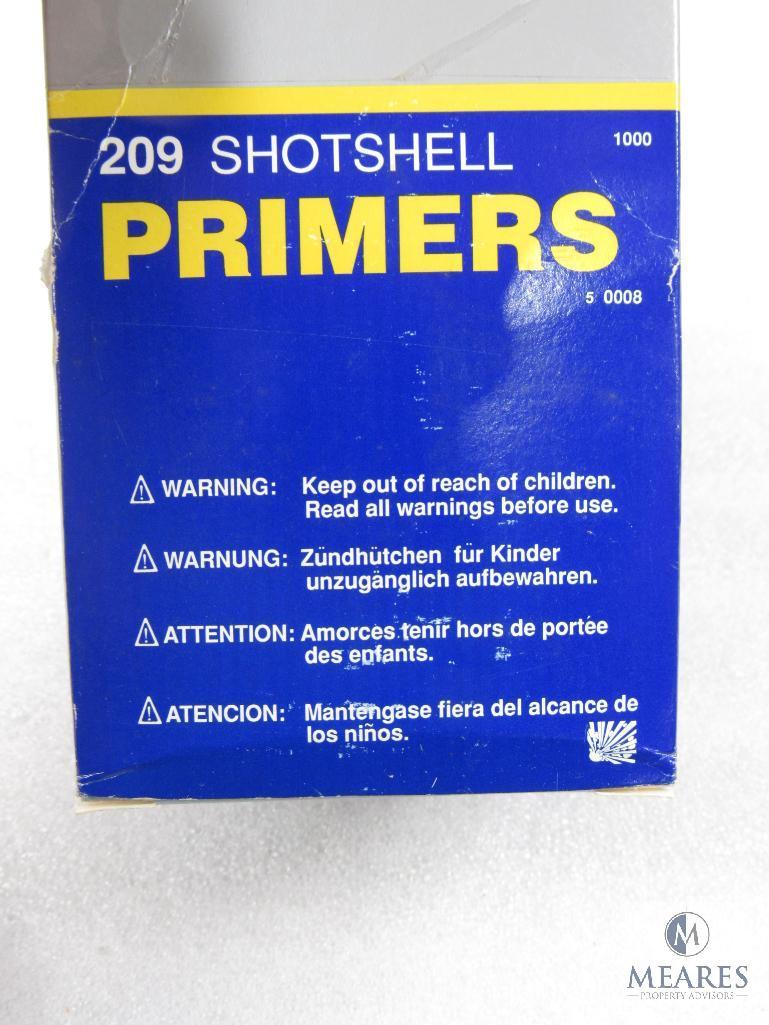 209 SHOTSHELL 1000
PRIMERS
5 0008
WARNING: Keep out of reach of children.
Read all warnings before use.
WARNUNG: Zündhütchen für Kinder
unzugänglich aufbewahren.
ATTENTION: Amorces tenir hors de portée
des enfants.
ATENCION: Mantengase fiera del alcance de
los niños.
M
MEARES
PROPERTY ADVISORS